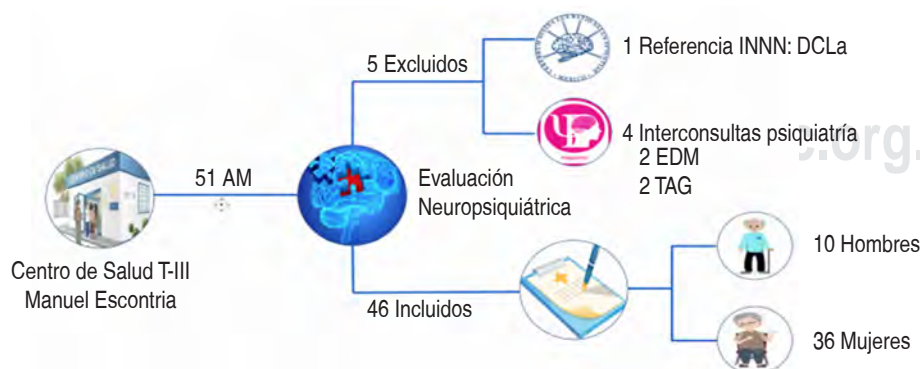 1 Referencia INNN: DCLa
5 Excluidos
4 Interconsultas psiquiatría
2 EDM
2 TAG
.org.
51 AM
Evaluación
Neuropsiquiátrica
Centro de Salud T-III
Manuel Escontria
46 Incluidos
10 Hombres
36 Mujeres